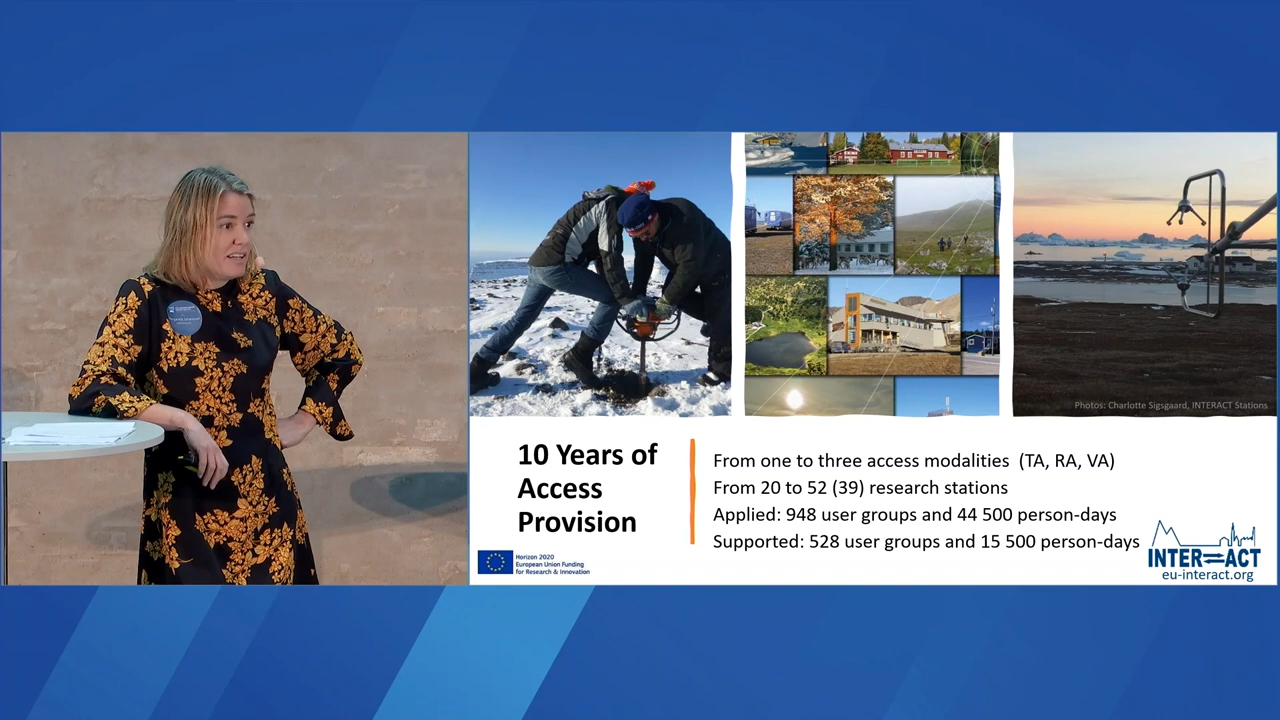 Photos: Charlotte Sigsgaard, INTERACT Stations
10 Years of
Access
Provision
From one to three access modalities (TA, RA, VA)
From 20 to 52 (39) research stations
Applied: 948 user groups and 44 500 person-days
Supported: 528 user groups and 15 500 person-days
Horizon 2020
European Union Funding
for Research & Innovation
INTERACT
eu-interact.org